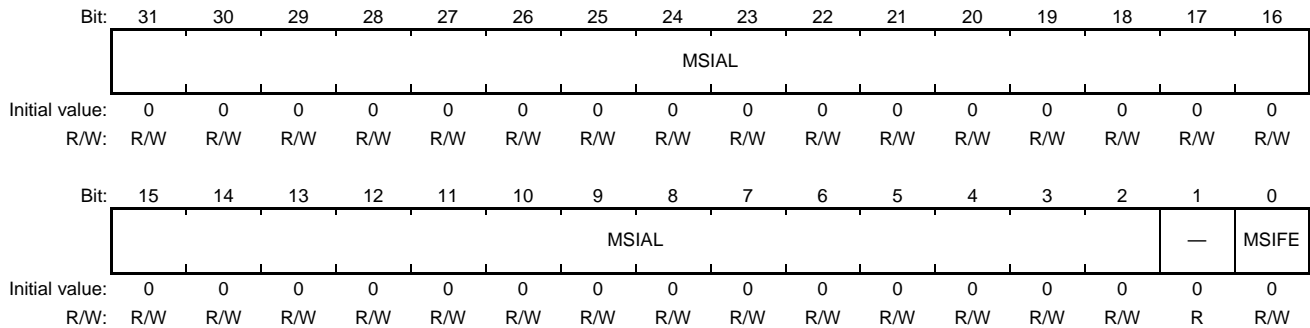 Bit: 31 30 29 28 27 26 25 24 23 22 21 20 19 18 17 16
MSIAL
Initial value: 0 0 0 0 0 0 0 0 0 0 0 0 0 0 0 0
R/W: R/W R/W R/W R/W R/W R/W R/W R/W R/W R/W R/W R/W R/W R/W R/W R/W
Bit: 15 14 13 12 11 10 9 8 7 6 5 4 3 2 1 0
MSIAL — MSIFE
Initial value: 0 0 0 0 0 0 0 0 0 0 0 0 0 0 0 0
R/W: R/W R/W R/W R/W R/W R/W R/W R/W R/W R/W R/W R/W R/W R/W R R/W